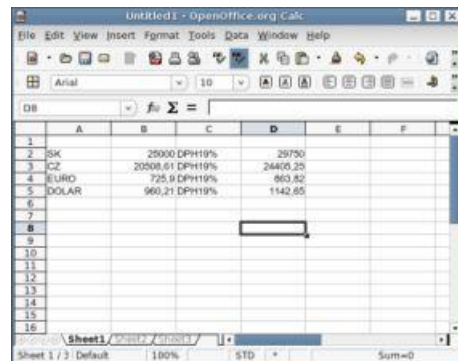 Untitled1 - OpenOffice.org Calc
File Edit View Insert Format Tools Data Window Help
Arial 10
D8
A B C D E F
1
2 SK 25000 DPH19% 29750
3 CZ 20508,61 DPH19% 24405,25
4 EURO 725,9 DPH19% 863,82
5 DOLAR 960,21 DPH19% 1142,65
6
7
8
9
10
11
12
13
14
15
16
Sheet1 Sheet2 Sheet3
Sheet 1 / 3 Default 100% STD * Sum=0